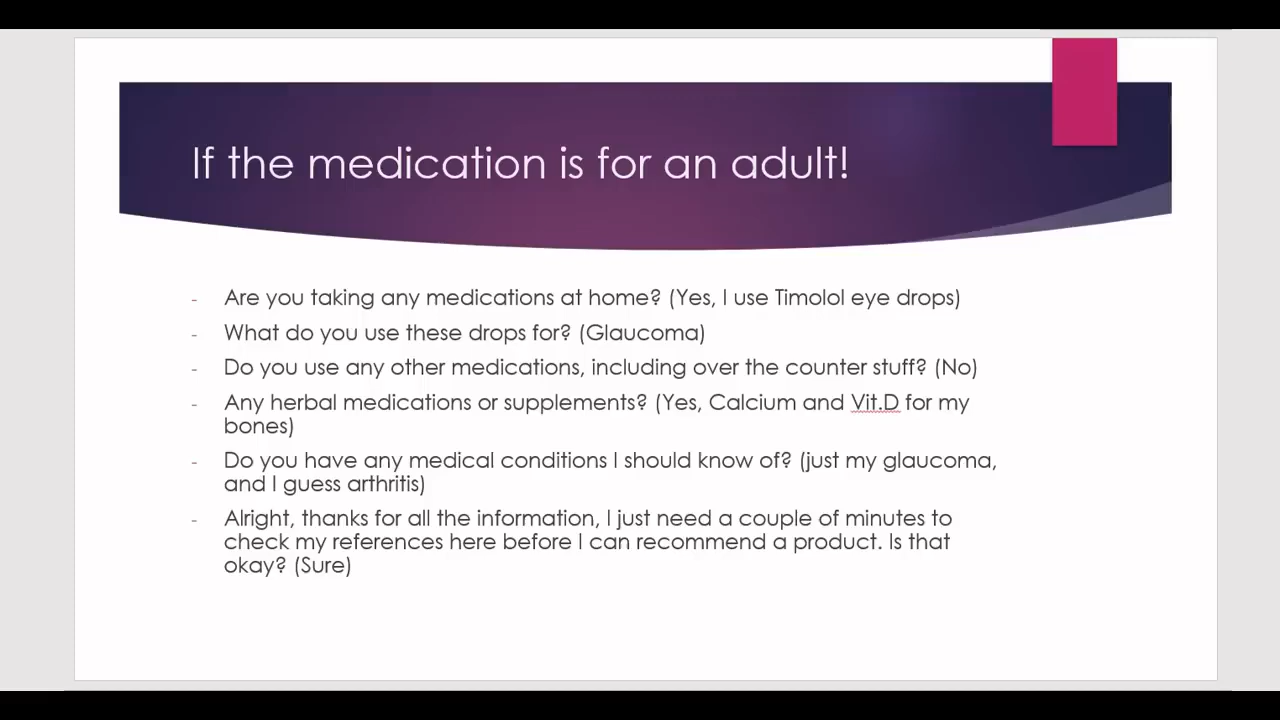 If the medication is for an adult!
- Are you taking any medications at home? (Yes, I use Timolol eye drops)
- What do you use these drops for? (Glaucoma)
- Do you use any other medications, including over the counter stuff? (No)
- Any herbal medications or supplements? (Yes, Calcium and Vit.D for my
bones)
- Do you have any medical conditions I should know of? (just my glaucoma,
and I guess arthritis)
- Alright, thanks for all the information, I just need a couple of minutes to
check my references here before I can recommend a product. Is that
okay? (Sure)